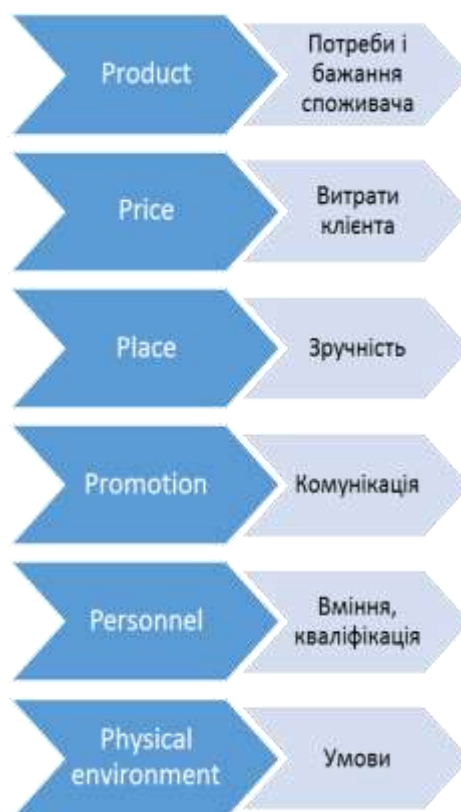 Product
Потреби і
бажання
споживача
Price
Витрати
клієнта
Place
Зручність
Promotion
Комунікація
Personnel
Вміння,
кваліфікація
Physical
environment
Умови